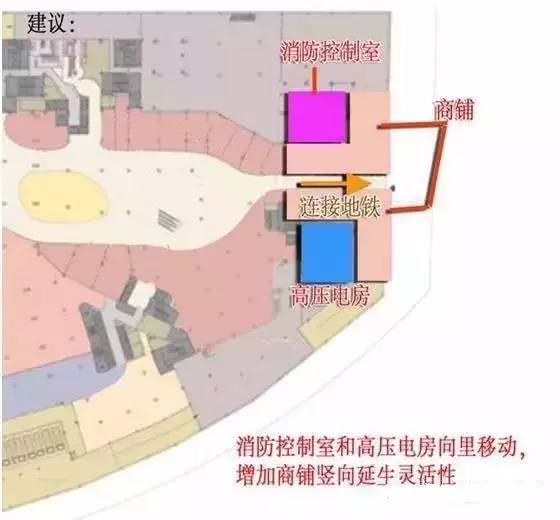 建议：
消防控制室
商铺
连接地铁
高压电房
消防控制室和高压电房向里移动，
增加商铺竖向延生灵活性